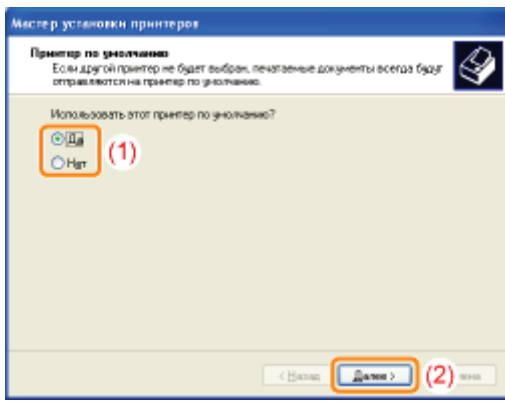 Мастер установки принтеров
Принтер по умолчанию
Если другой принтер не будет выбран, печатаемые документы всегда будут
отправляются на принтер по умолчанию.
Использовать этот принтер по умолчанию?
Да
Нет
(1)
< Назад
Далее >
(2)